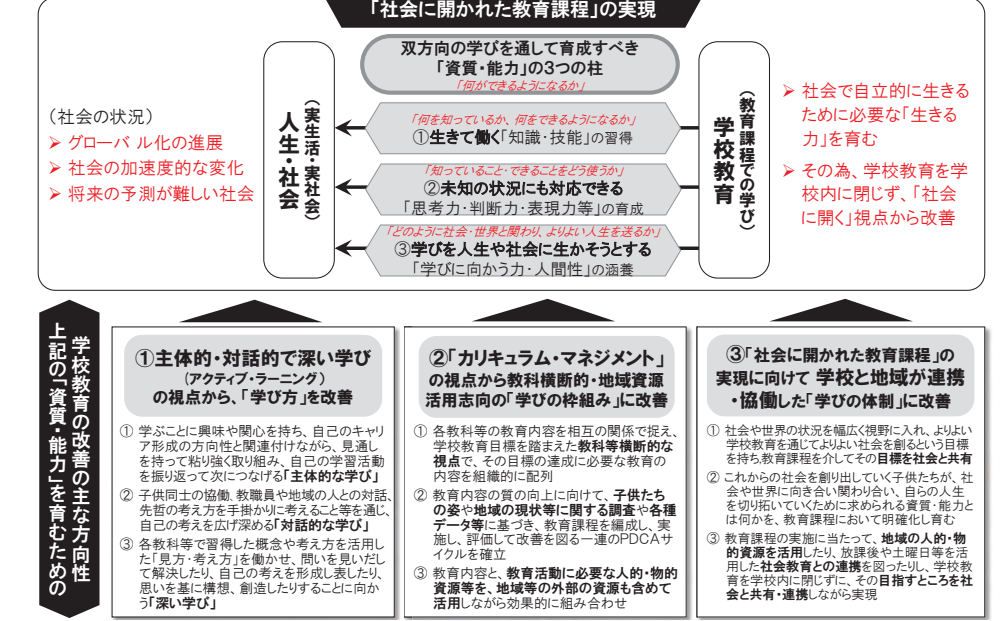 「社会に開かれた教育課程」の実現
双方向の学びを通して育成すべき
「資質・能力」の3つの柱
「何ができるようになるか」
（社会の状況）
➢ グローバル化の進展
➢ 社会の加速度的な変化
➢ 将来の予測が難しい社会
（実生活・実社会）
人生・社会
「何を知っているか、何をできるようになるか」
①生きて働く「知識・技能」の習得
「知っていること・できることをどう使うか」
②未知の状況にも対応できる
「思考力・判断力・表現力等」の育成
「どのように社会・世界と関わり、よりよい人生を送るか」
③学びを人生や社会に生かそうとする
「学びに向かう力・人間性」の涵養
（教育課程での学び）
学校教育
➢ 社会で自立的に生きる
ために必要な「生きる
力」を育む
➢ その為、学校教育を学
校内に閉じず、「社会
に開く」視点から改善
上記の「資質・能力」を育むための
学校教育の改善の主な方向性
①主体的・対話的で深い学び
（アクティブ・ラーニング）
の視点から、「学び方」を改善
① 学ぶことに興味や関心を持ち、自己のキャリ
ア形成の方向性と関連付けながら、見通し
を持って粘り強く取り組み、自己の学習活動
を振り返って次につなげる「主体的な学び」
② 子供同士の協働、教職員や地域の人との対話、
先哲の考え方を手掛かりに考えること等を通じ、
自己の考えを広げ深める「対話的な学び」
③ 各教科等で習得した概念や考え方を活用し
た「見方・考え方」を働かせ、問いを見いだし
て解決したり、自己の考えを形成し表したり、
思いを基に構想、創造したりすることに向か
う「深い学び」
②「カリキュラム・マネジメント」
の視点から教科横断的・地域資源
活用志向の「学びの枠組み」に改善
① 各教科等の教育内容を相互の関係で捉え、
学校教育目標を踏まえた教科等横断的な
視点で、その目標の達成に必要な教育の
内容を組織的に配列
② 教育内容の質の向上に向けて、子供たち
の姿や地域の現状等に関する調査や各種
データ等に基づき、教育課程を編成し、実
施し、評価して改善を図る一連のPDCAサ
イクルを確立
③ 教育内容と、教育活動に必要な人的・物的
資源等を、地域等の外部の資源も含めて
活用しながら効果的に組み合わせ
③「社会に開かれた教育課程」の
実現に向けて 学校と地域が連携
・協働した「学びの体制」に改善
① 社会や世界の状況を幅広く視野に入れ、よりよい
学校教育を通じてよりよい社会を創るという目標
を持ち、教育課程を介してその目標を社会と共有
② これからの社会を創り出していく子供たちが、社
会や世界に向き合い関わり合い、自らの人生
を切り拓いていくために求められる資質・能力と
は何かを、教育課程において明確化し育む
③ 教育課程の実施に当たって、地域の人的・物
的資源を活用したり、放課後や土曜日等を活
用した社会教育との連携を図ったりし、学校教
育を学校内に閉じずに、その目指すところを社
会と共有・連携しながら実現